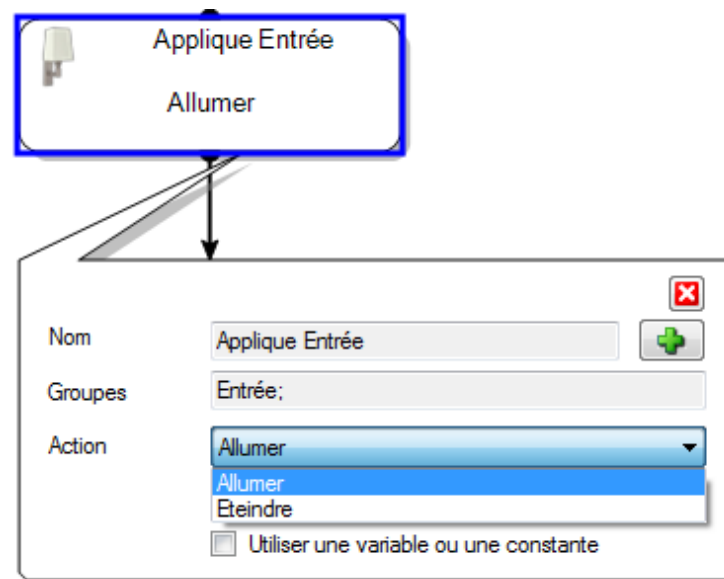 Applique Entrée
Allumer
Nom
Applique Entrée
Groupes
Entrée;
Action
Allumer
Allumer
Eteindre
Utiliser une variable ou une constante